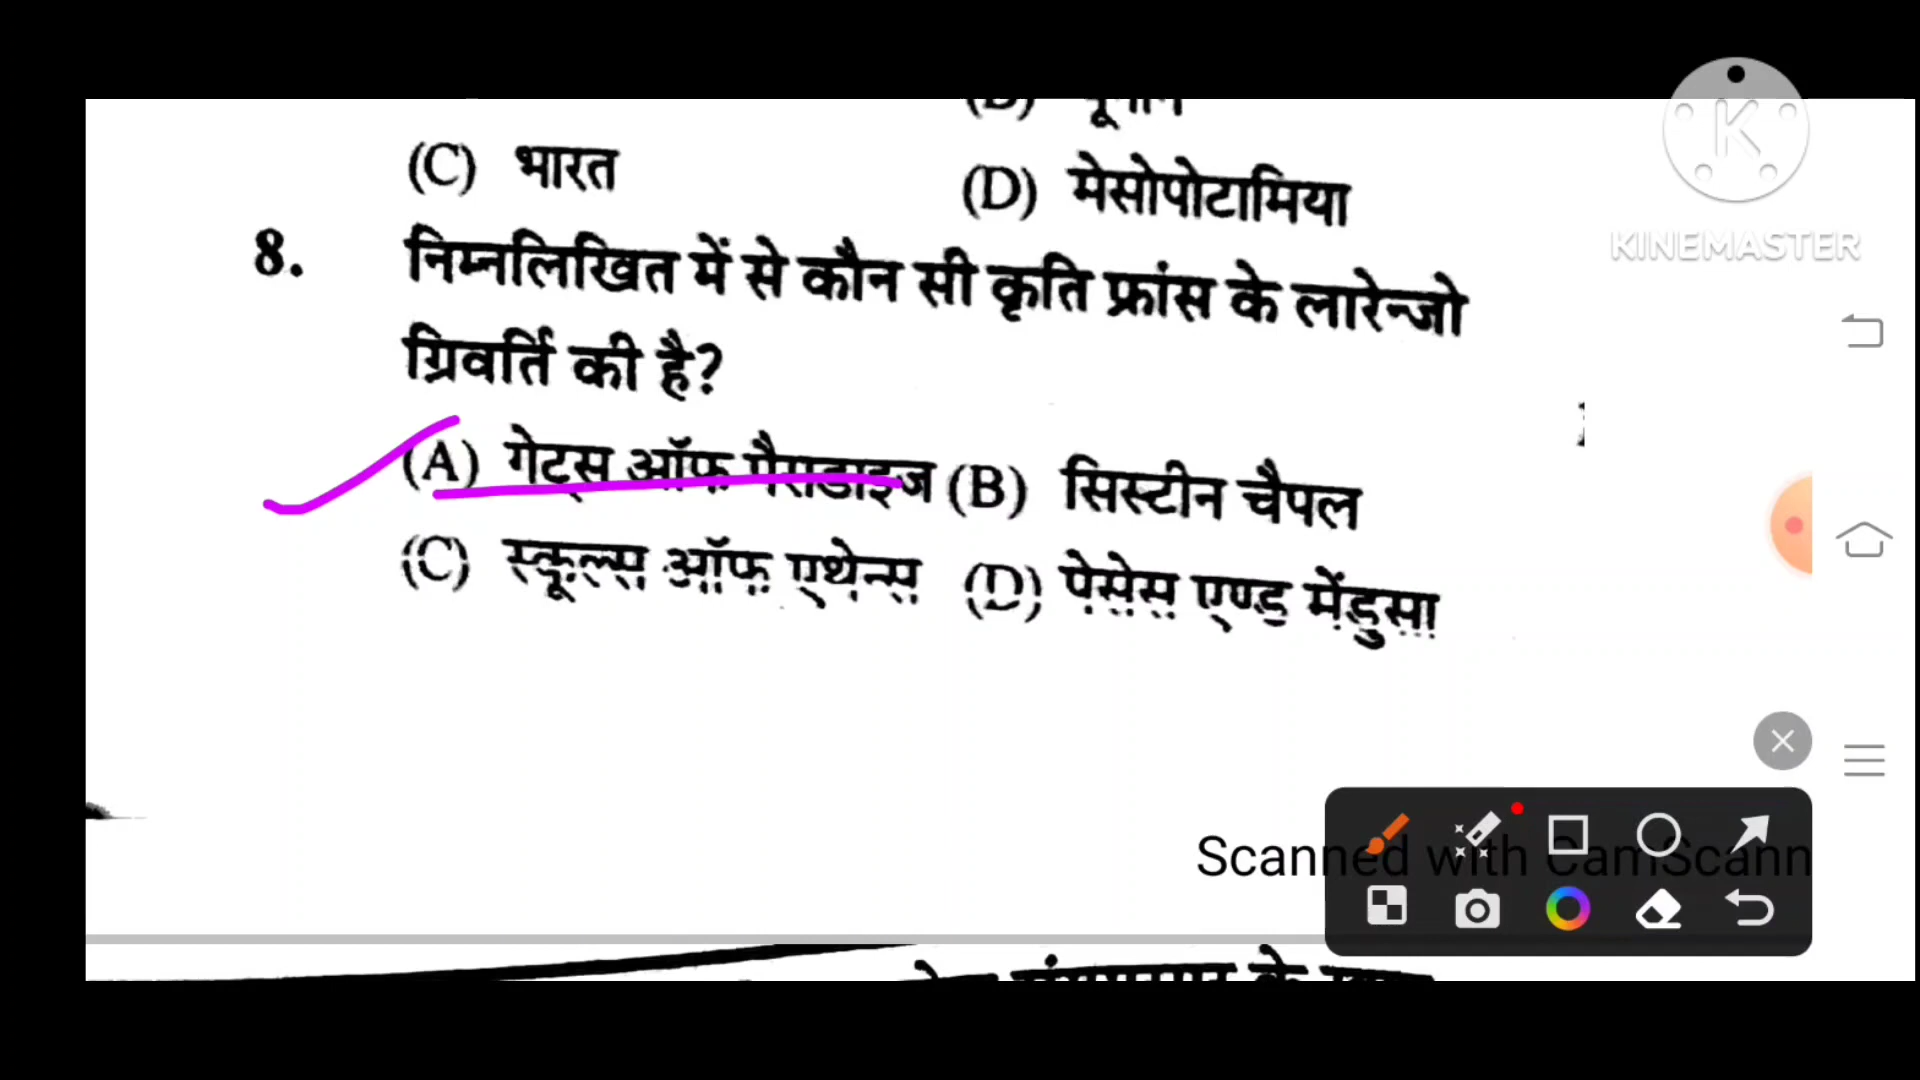 (C) भारत
(D) मेसोपोटामिया
8. निम्नलिखित में से कौन सी कृति फ्रांस के लारेन्जो
ग्रिवर्ति की है?
(A) गेट्स ऑफ पैराडाइज (B) सिस्टीन चैपल
(C) स्कूल्स ऑफ एथेन्स (D) पेसेस एण्ड मेंडुसा
Scanned with CamScann
K
KINEMASTER